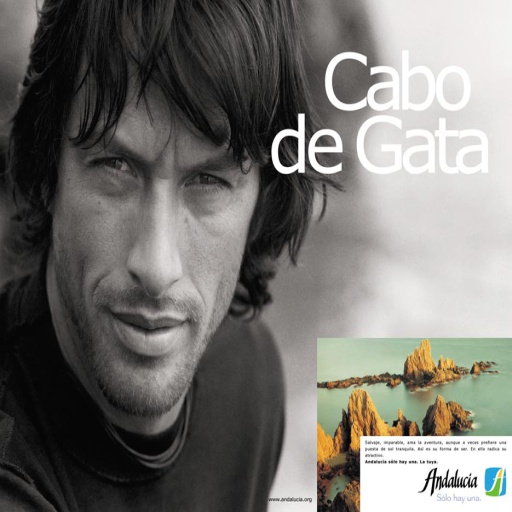 Cabo
de Gata
Salvaje, imparable, ama la aventura, aunque a veces prefiere una
puesta de sol tranquila. Así es su forma de ser. En ello radica su
atractivo.
Andalucía sólo hay una. La tuya.
Andalucía
Sólo hay una.
www.andalucia.org